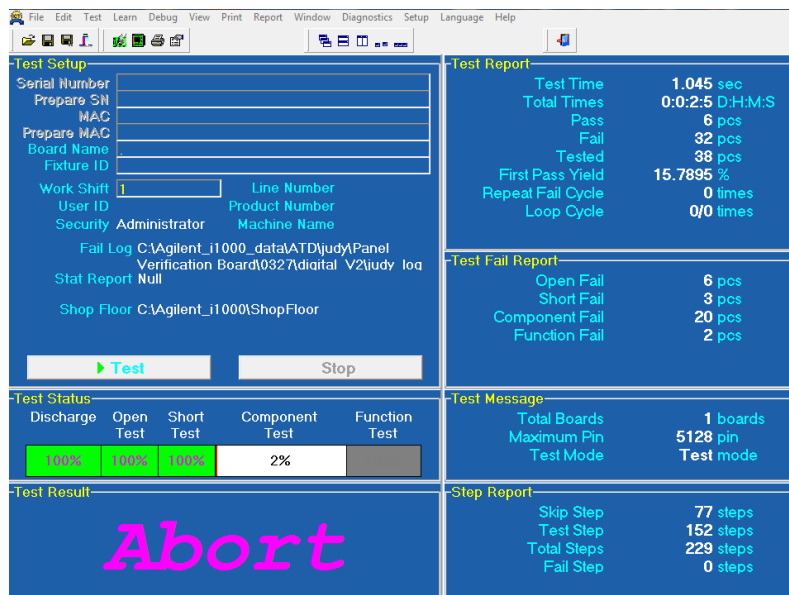 File Edit Test Learn Debug View Print Report Window Diagnostics Setup Language Help
Test Setup
Serial Number
Prepare SN
MAC
Prepare MAC
Board Name .
Fixture ID
Work Shift 1 Line Number
User ID Product Number
Security Administrator Machine Name
Fail Log C:\Agilent_i1000_data\ATD\judy\Panel
Verification Board\0327\digital_V2\judy_log
Stat Report Null
Shop Floor C:\Agilent_i1000\ShopFloor
Test Stop
Test Status
Discharge Open Short Component Function
Test Test Test Test
100% 100% 100% 2%
Test Result
Abort
Test Report
Test Time 1.045 sec
Total Times 0:0:2:5 D:H:M:S
Pass 6 pcs
Fail 32 pcs
Tested 38 pcs
First Pass Yield 15.7895 %
Repeat Fail Cycle 0 times
Loop Cycle 0/0 times
Test Fail Report
Open Fail 6 pcs
Short Fail 3 pcs
Component Fail 20 pcs
Function Fail 2 pcs
Test Message
Total Boards 1 boards
Maximum Pin 5128 pin
Test Mode Test mode
Step Report
Skip Step 77 steps
Test Step 152 steps
Total Steps 229 steps
Fail Step 0 steps